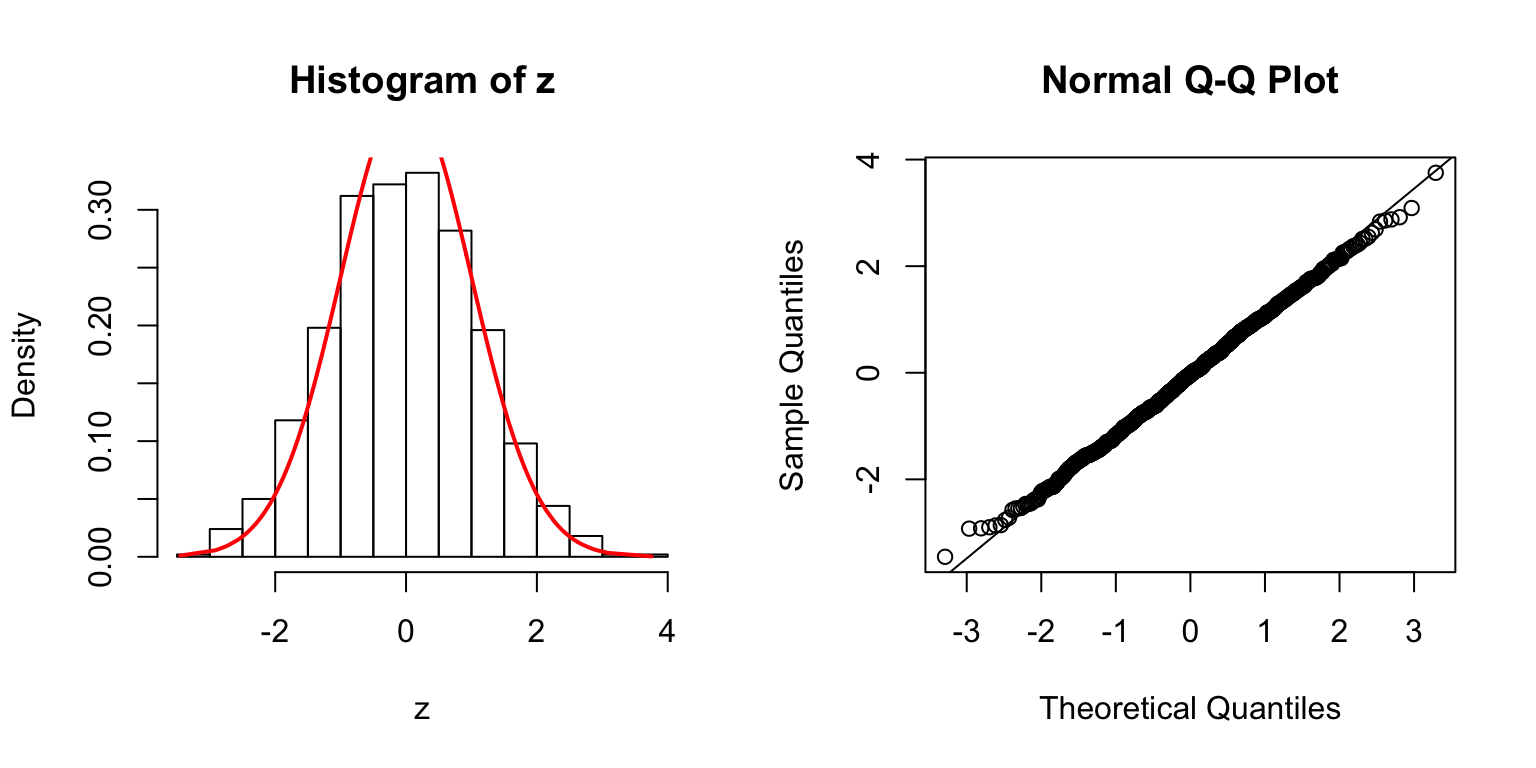 Histogram of z
Density
0.00 0.10 0.20 0.30
-2 0 2 4
z
Normal Q-Q Plot
Sample Quantiles
-2 0 2 4
-3 -2 -1 0 1 2 3
Theoretical Quantiles